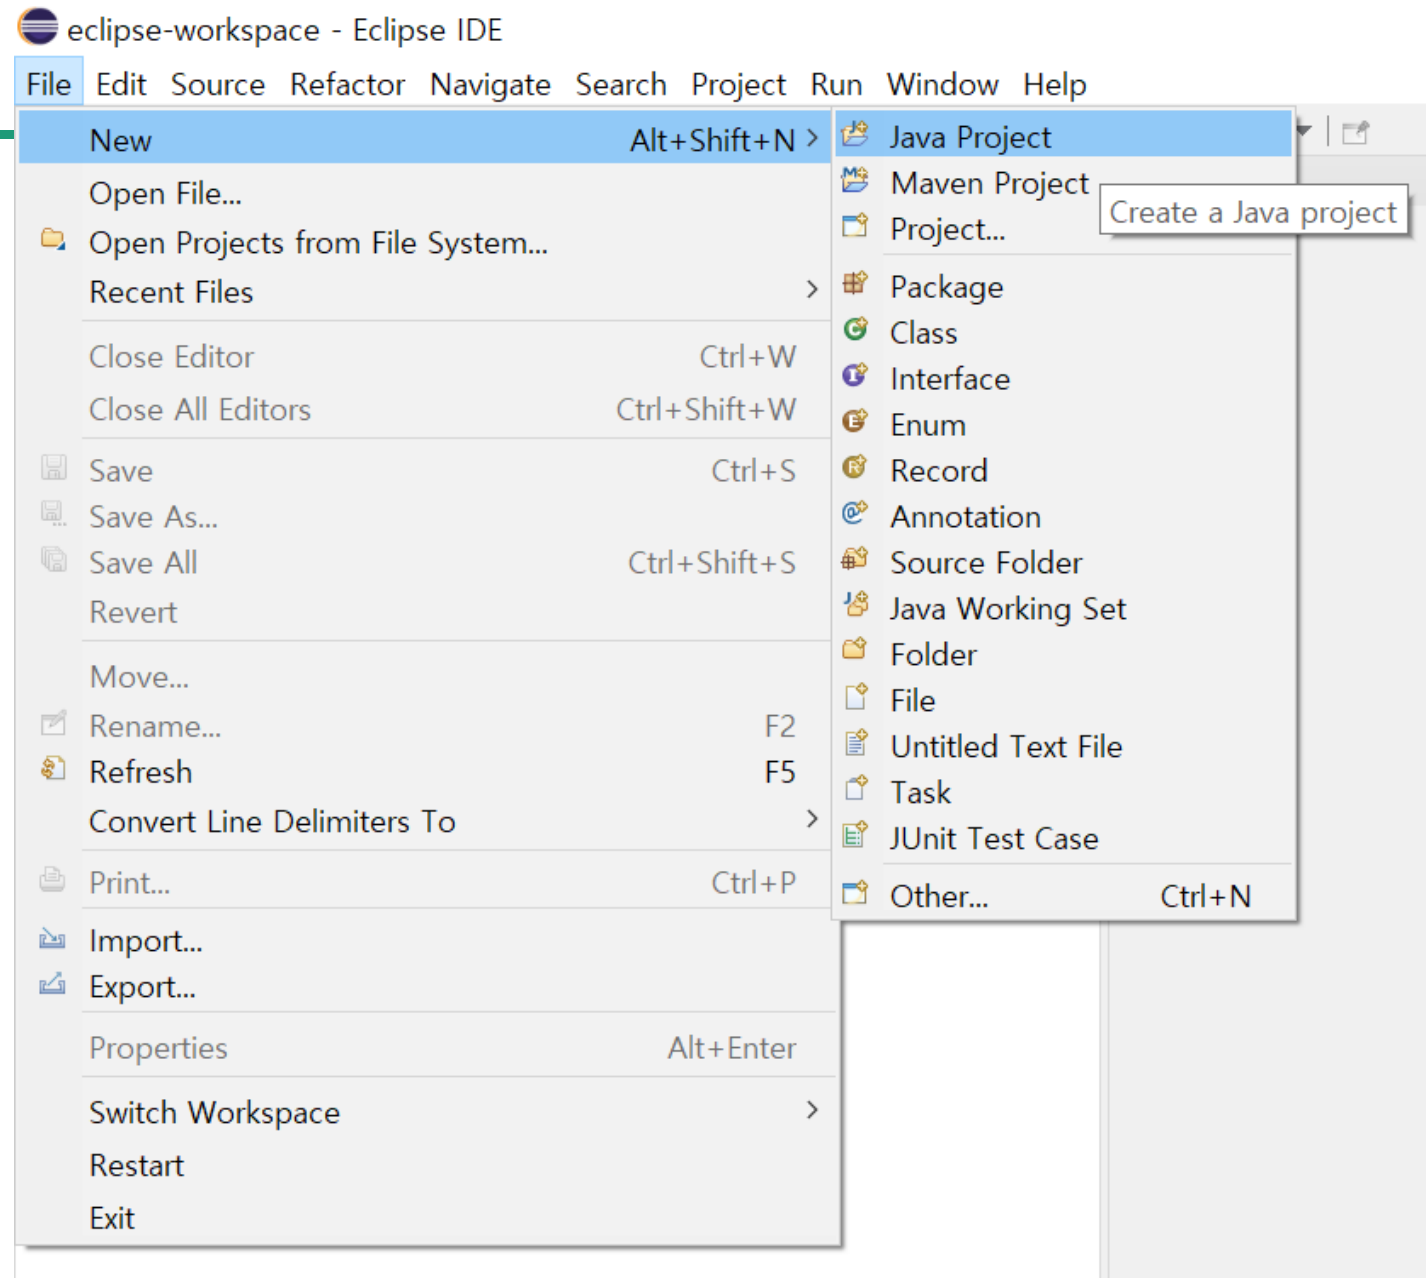 eclipse-workspace - Eclipse IDE
File Edit Source Refactor Navigate Search Project Run Window Help
New Alt+Shift+N
Open File...
Open Projects from File System...
Recent Files
Close Editor Ctrl+W
Close All Editors Ctrl+Shift+W
Save Ctrl+S
Save As...
Save All Ctrl+Shift+S
Revert
Move...
Rename... F2
Refresh F5
Convert Line Delimiters To
Print... Ctrl+P
Import...
Export...
Properties Alt+Enter
Switch Workspace
Restart
Exit
Java Project
Maven Project
Create a Java project
Project...
Package
Class
Interface
Enum
Record
Annotation
Source Folder
Java Working Set
Folder
File
Untitled Text File
Task
JUnit Test Case
Other... Ctrl+N